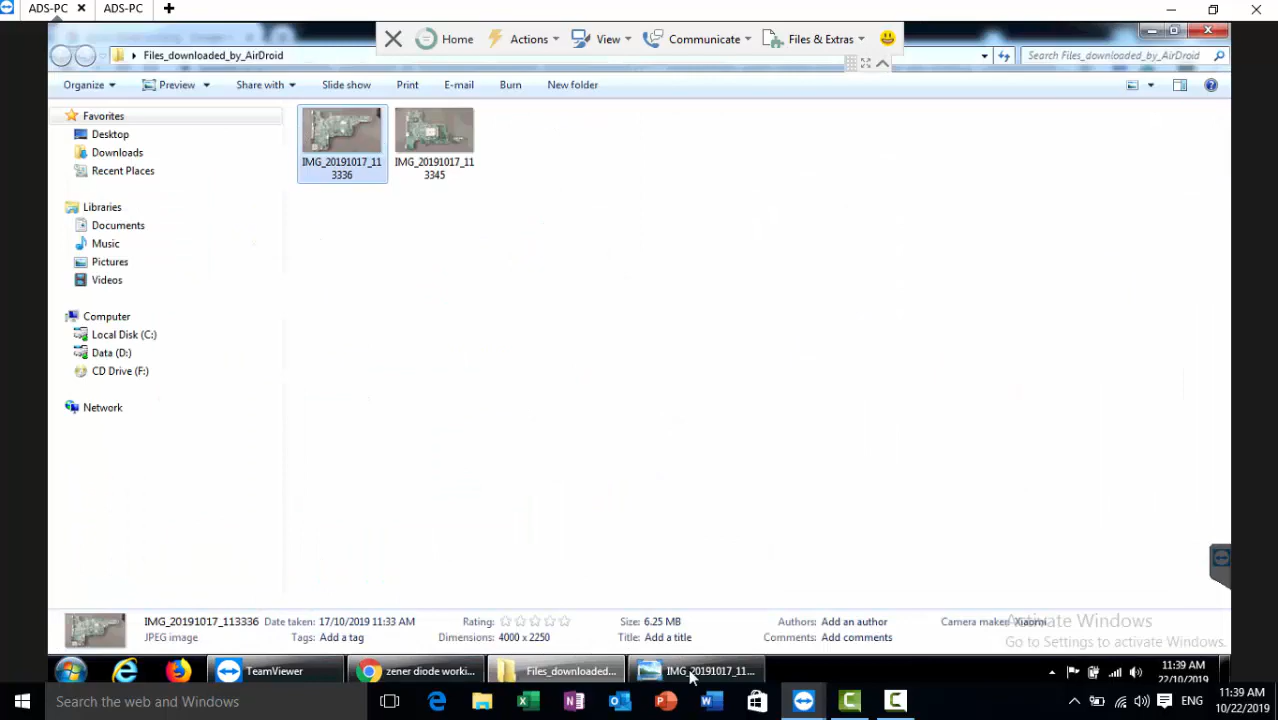 ADS-PC
ADS-PC
Home
Actions
View
Communicate
Files & Extras
Files_downloaded_by_AirDroid
Search Files_downloaded_by_AirDroid
Organize
Preview
Share with
Slide show
Print
E-mail
Burn
New folder
Favorites
Desktop
Downloads
Recent Places
Libraries
Documents
Music
Pictures
Videos
Computer
Local Disk (C:)
Data (D:)
CD Drive (F:)
Network
IMG_20191017_11
3336
IMG_20191017_11
3345
IMG_20191017_113336
JPEG image
Date taken: 17/10/2019 11:33 AM
Tags: Add a tag
Rating:
Dimensions: 4000 x 2250
Size: 6.25 MB
Title: Add a title
Authors: Add an author
Comments: Add comments
Camera maker: Xiaomi
Activate Windows
Go to Settings to activate Windows.
TeamViewer
zener diode worki...
Files_downloaded...
IMG_20191017_11...
11:39 AM
22/10/2019
Search the web and Windows
ENG
11:39 AM
10/22/2019